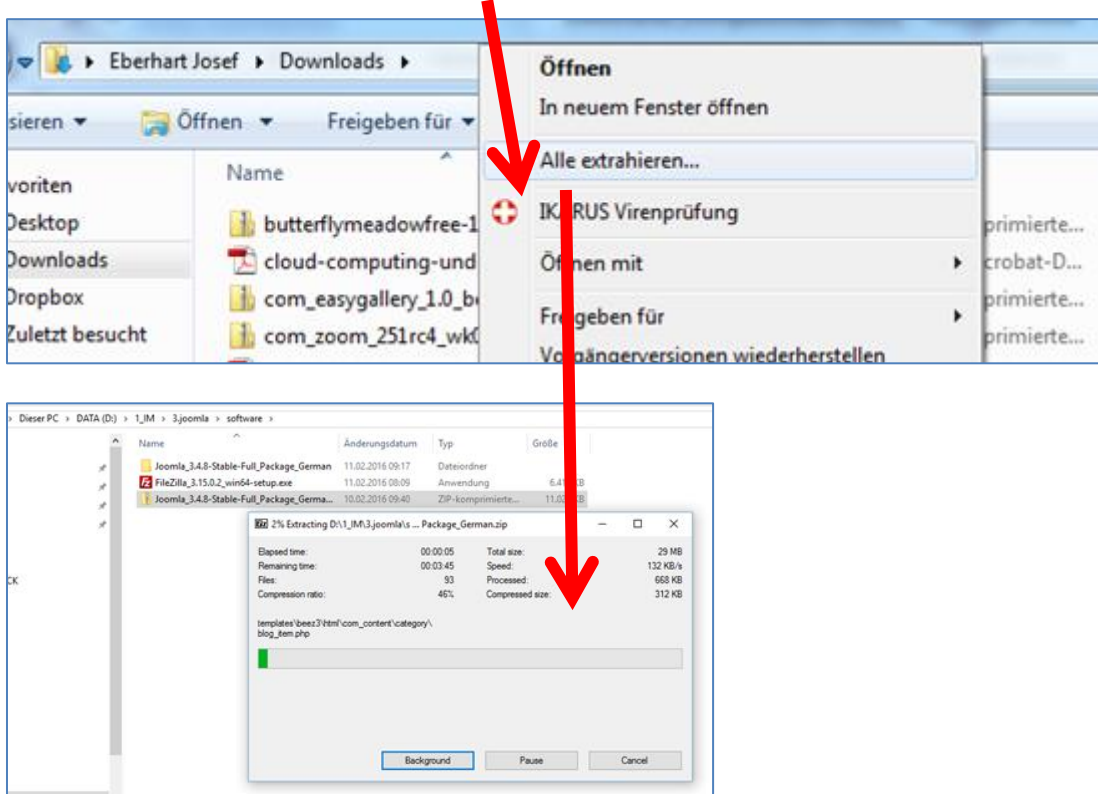 Eberhart Josef ▸ Downloads ▸
sieren Öffnen Freigeben für
Name
voriten
Desktop
Downloads
Dropbox
Zuletzt besucht
butterflymeadowfree-1
cloud-computing-und
com_easygallery_1.0_b
com_zoom_251rc4_wk
Öffnen
In neuem Fenster öffnen
Alle extrahieren...
IKARUS Virenprüfung
Öffnen mit
Freigeben für
Vorgängerversionen wiederherstellen
primierte...
crobat-D...
primierte...
primierte...
› Dieser PC › DATA (D:) › 1_IM › 3.joomla › software ›
Name Änderungsdatum Typ Größe
Joomla_3.4.8-Stable-Full_Package_German 11.02.2016 09:17 Dateiordner
FileZilla_3.15.0.2_win64-setup.exe 11.02.2016 08:09 Anwendung
Joomla_3.4.8-Stable-Full_Package_Germa... 10.02.2016 09:40 ZIP-komprimierte...
CK
2% Extracting D:\1_IM\3.joomla\s ... Package_German.zip
Elapsed time: 00:00:05 Total size: 29 MB
Remaining time: 00:03:45 Speed: 132 KB/s
Files: 93 Processed: 668 KB
Compression ratio: 46% Compressed size: 312 KB
templates\beez3\html\com_content\category\
blog_item.php
Background Pause Cancel